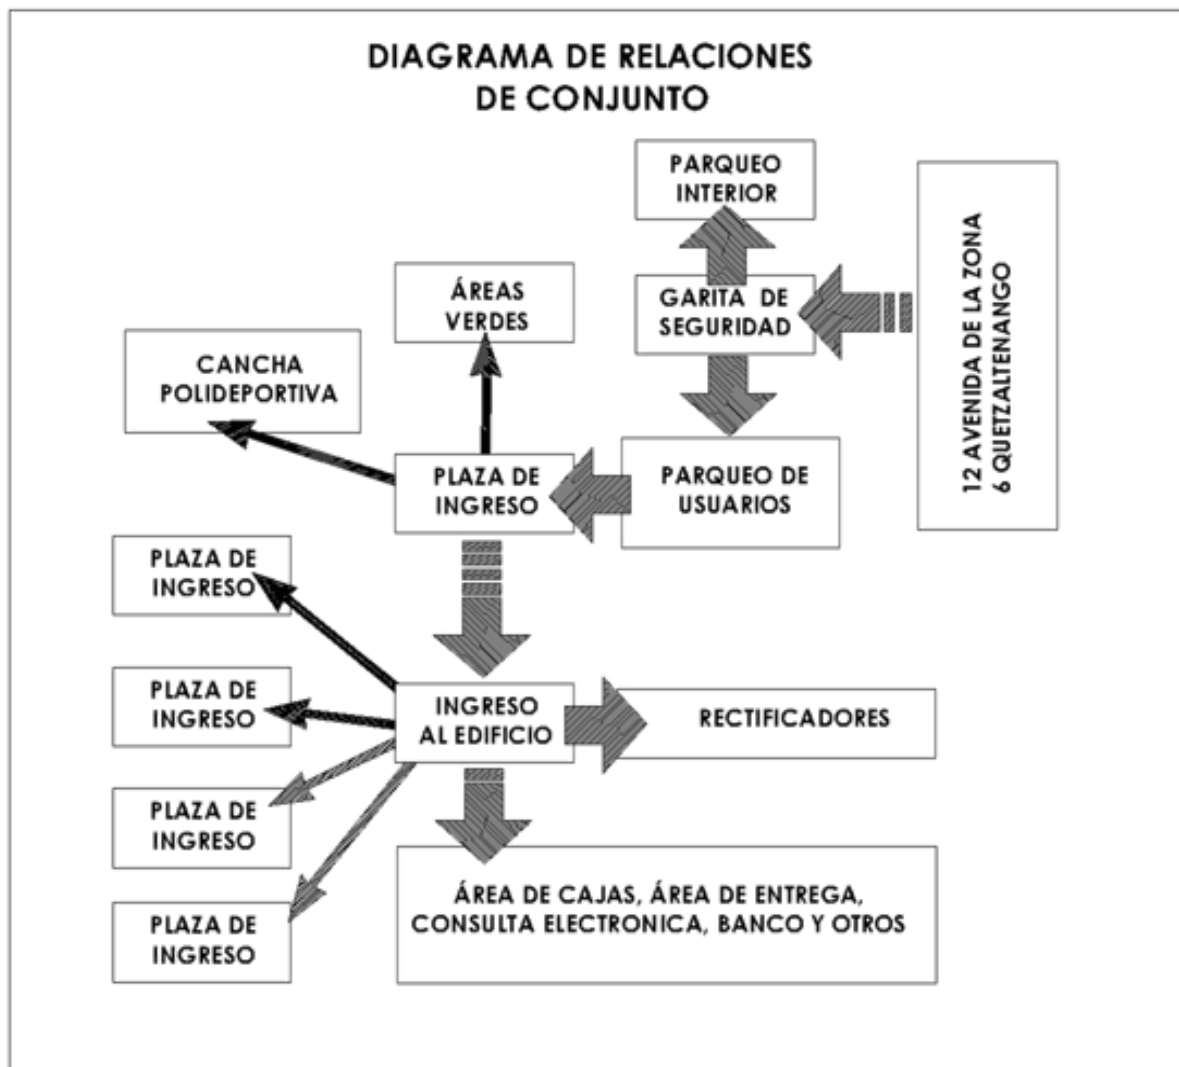 DIAGRAMA DE RELACIONES
DE CONJUNTO
PARQUEO
INTERIOR
12 AVENIDA DE LA ZONA
6 QUETZALTENANGO
ÁREAS
VERDES
GARITA DE
SEGURIDAD
CANCHA
POLIDEPORTIVA
PLAZA DE
INGRESO
PARQUEO DE
USUARIOS
PLAZA DE
INGRESO
PLAZA DE
INGRESO
INGRESO
AL EDIFICIO
RECTIFICADORES
PLAZA DE
INGRESO
PLAZA DE
INGRESO
ÁREA DE CAJAS, ÁREA DE ENTREGA,
CONSULTA ELECTRONICA, BANCO Y OTROS